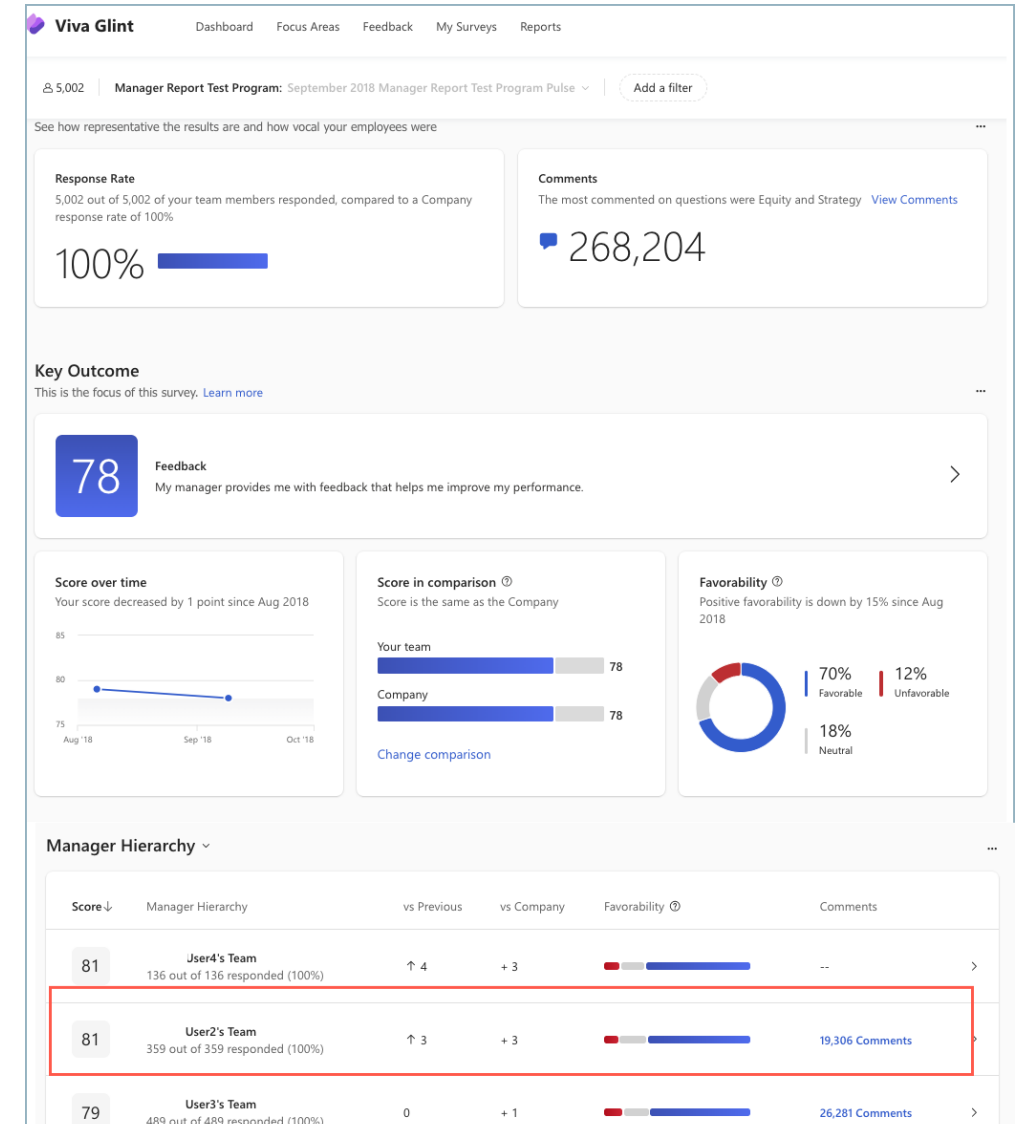 Viva Glint
Dashboard Focus Areas Feedback My Surveys Reports
5,002 Manager Report Test Program: September 2018 Manager Report Test Program Pulse Add a filter
See how representative the results are and how vocal your employees were
...
Response Rate
5,002 out of 5,002 of your team members responded, compared to a Company
response rate of 100%
100%
Comments
The most commented on questions were Equity and Strategy View Comments
268,204
Key Outcome
This is the focus of this survey. Learn more
...
78
Feedback
My manager provides me with feedback that helps me improve my performance.
Score over time
Your score decreased by 1 point since Aug 2018
85
80
75
Aug '18 Sep '18 Oct '18
Score in comparison ?
Score is the same as the Company
Your team
78
Company
78
Change comparison
Favorability ?
Positive favorability is down by 15% since Aug
2018
70%
Favorable
12%
Unfavorable
18%
Neutral
Manager Hierarchy
...
Score↓ Manager Hierarchy vs Previous vs Company Favorability ? Comments
81 User4's Team ↑ 4 + 3 --
136 out of 136 responded (100%)
81 User2's Team ↑ 3 + 3 19,306 Comments
359 out of 359 responded (100%)
79 User3's Team 0 + 1 26,281 Comments
489 out of 489 responded (100%)